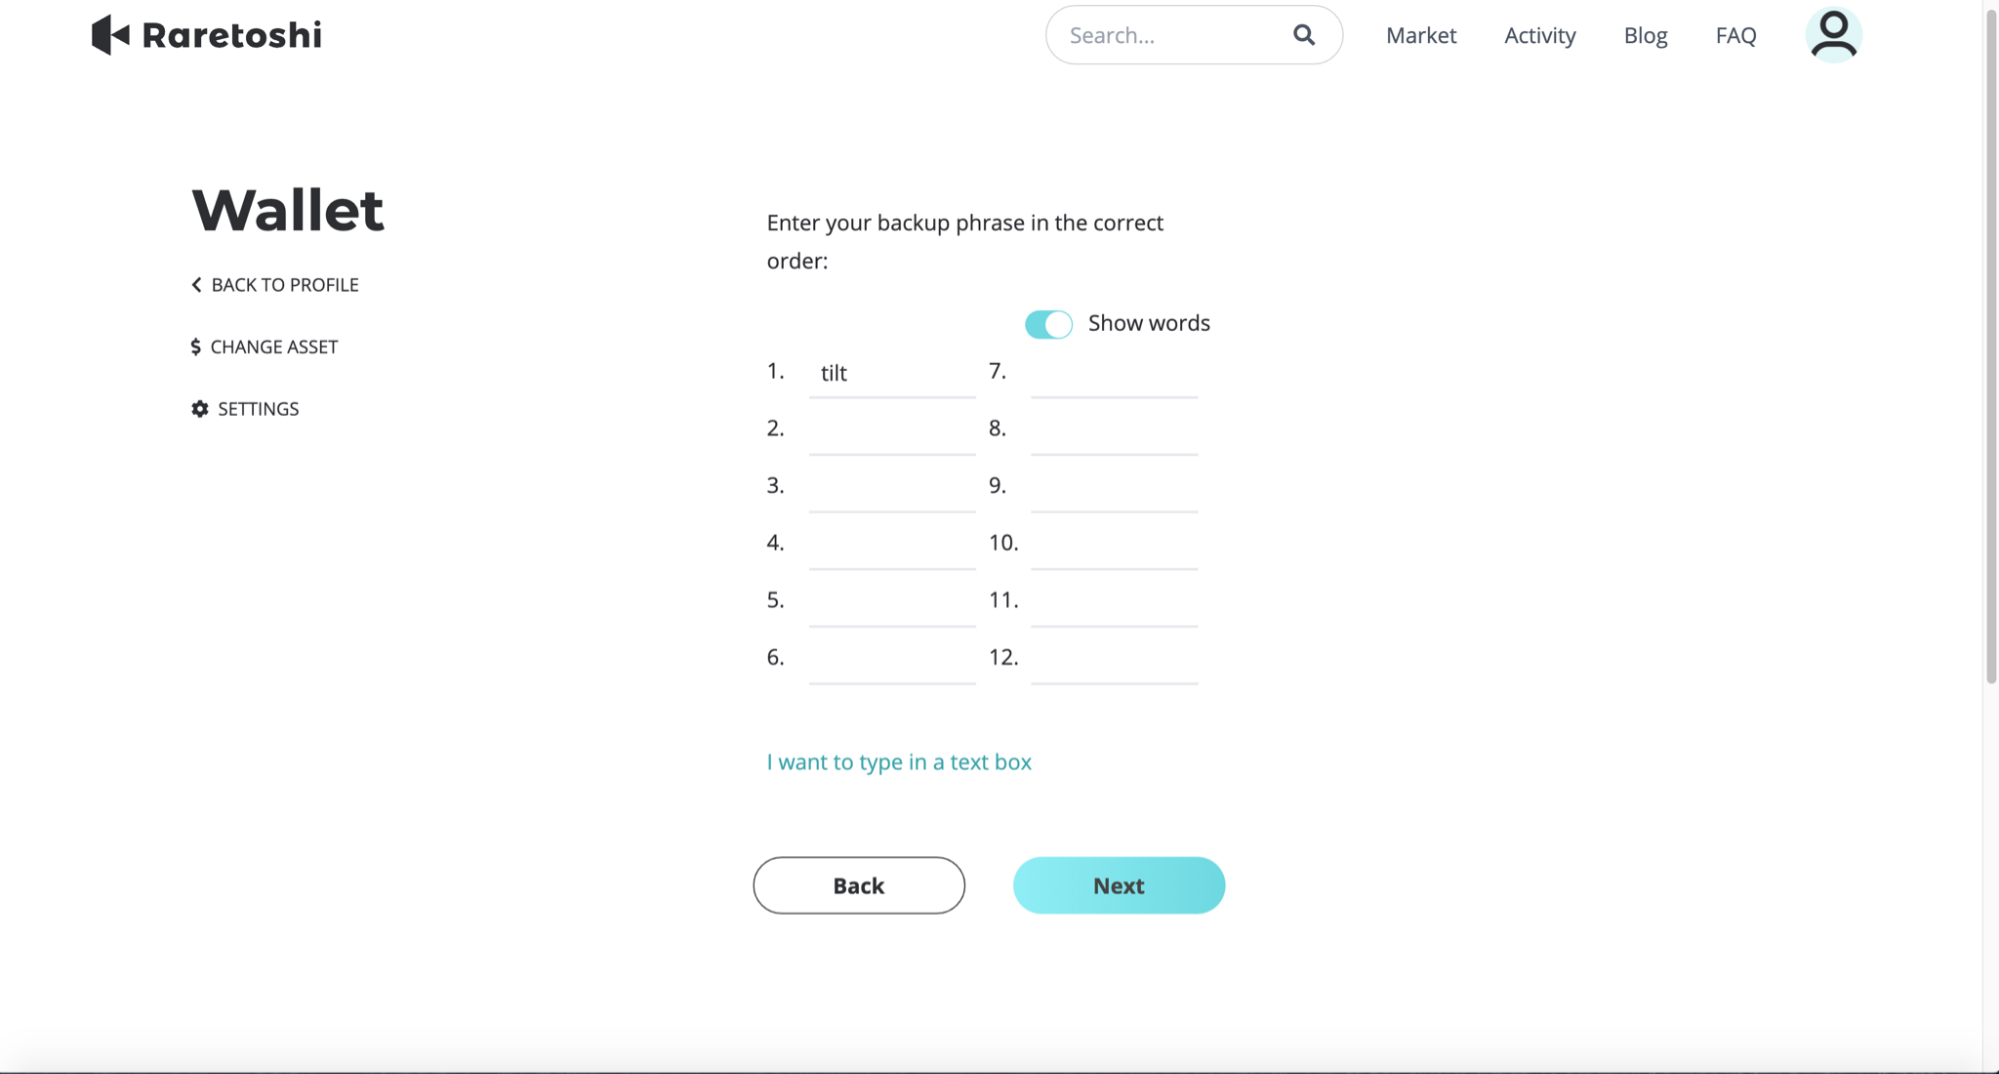 Raretoshi
Search...
Market
Activity
Blog
FAQ
Wallet
BACK TO PROFILE
$ CHANGE ASSET
SETTINGS
Enter your backup phrase in the correct
order:
Show words
1. tilt
2.
3.
4.
5.
6.
7.
8.
9.
10.
11.
12.
I want to type in a text box
Back
Next